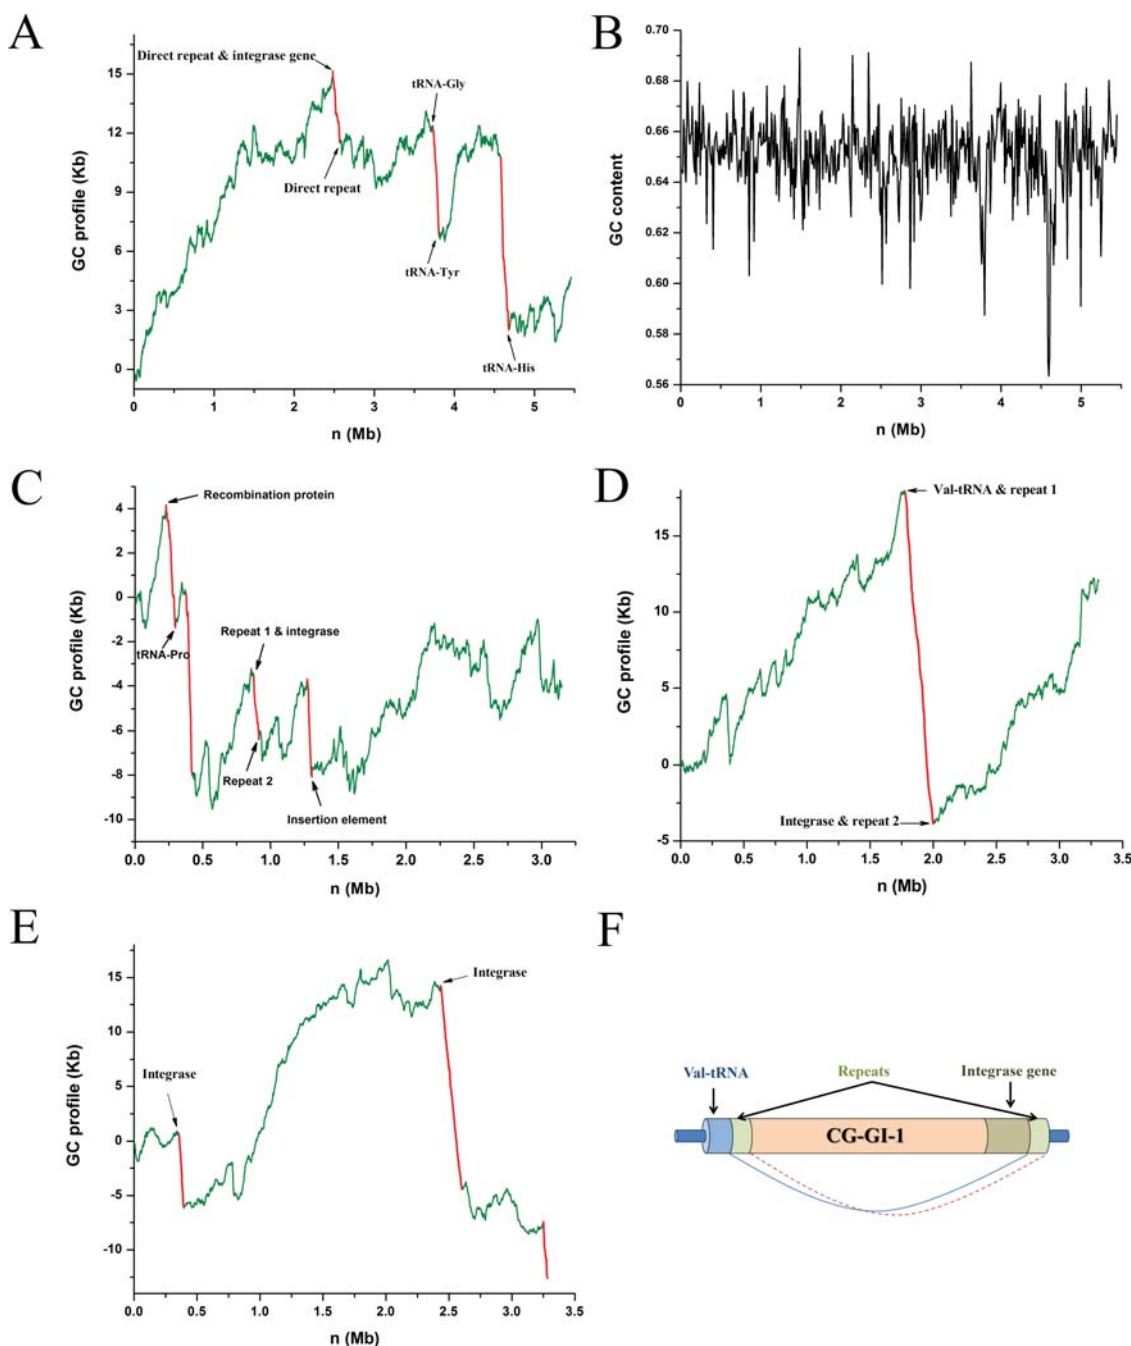 A
GC profile (Kb)
15
12
9
6
3
0
0
1
2
3
4
5
n (Mb)
Direct repeat & integrase gene
tRNA-Gly
Direct repeat
tRNA-Tyr
tRNA-His
B
GC content
0.70
0.68
0.66
0.64
0.62
0.60
0.58
0.56
0
1
2
3
4
5
n (Mb)
C
GC profile (Kb)
4
2
0
-2
-4
-6
-8
-10
0.0
0.5
1.0
1.5
2.0
2.5
3.0
n (Mb)
Recombination protein
tRNA-Pro
Repeat 1 & integrase
Repeat 2
Insertion element
D
GC profile (Kb)
15
10
5
0
-5
0.0
0.5
1.0
1.5
2.0
2.5
3.0
3.5
n (Mb)
Val-tRNA & repeat 1
Integrase & repeat 2
E
GC profile (Kb)
15
10
5
0
-5
-10
0.0
0.5
1.0
1.5
2.0
2.5
3.0
3.5
n (Mb)
Integrase
Integrase
F
Val-tRNA
Repeats
Integrase gene
CG-GI-1